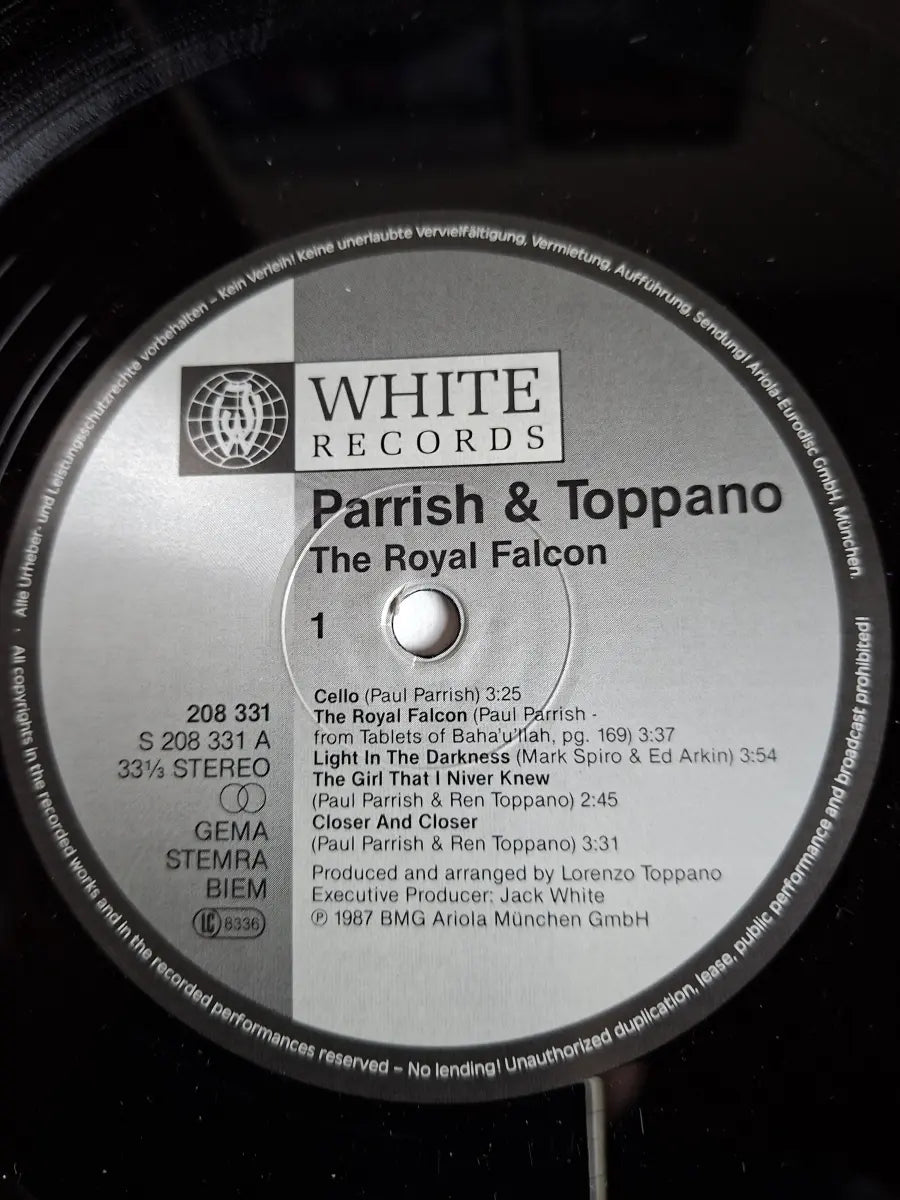 Alle Urheber- und Leistungsschutzrechte vorbehalten – Kein Verleih! Keine unerlaubte Vervielfältigung, Vermietung, Aufführung, Sendung! Ariola-Eurodisc GmbH, München.
WHITE
RECORDS
Parrish & Toppano
The Royal Falcon
1
Cello (Paul Parrish) 3:25
The Royal Falcon (Paul Parrish -
from Tablets of Baha'u'llah, pg. 169) 3:37
Light In The Darkness (Mark Spiro & Ed Arkin) 3:54
The Girl That I Niver Knew
(Paul Parrish & Ren Toppano) 2:45
Closer And Closer
(Paul Parrish & Ren Toppano) 3:31
Produced and arranged by Lorenzo Toppano
Executive Producer: Jack White
℗ 1987 BMG Ariola München GmbH
208 331
S 208 331 A
33⅓ STEREO
GEMA
STEMRA
BIEM
LC 8336
All copyrights in the recorded works and in the recorded performances reserved – No lending! Unauthorized duplication, lease, public performance and broadcast prohibited!